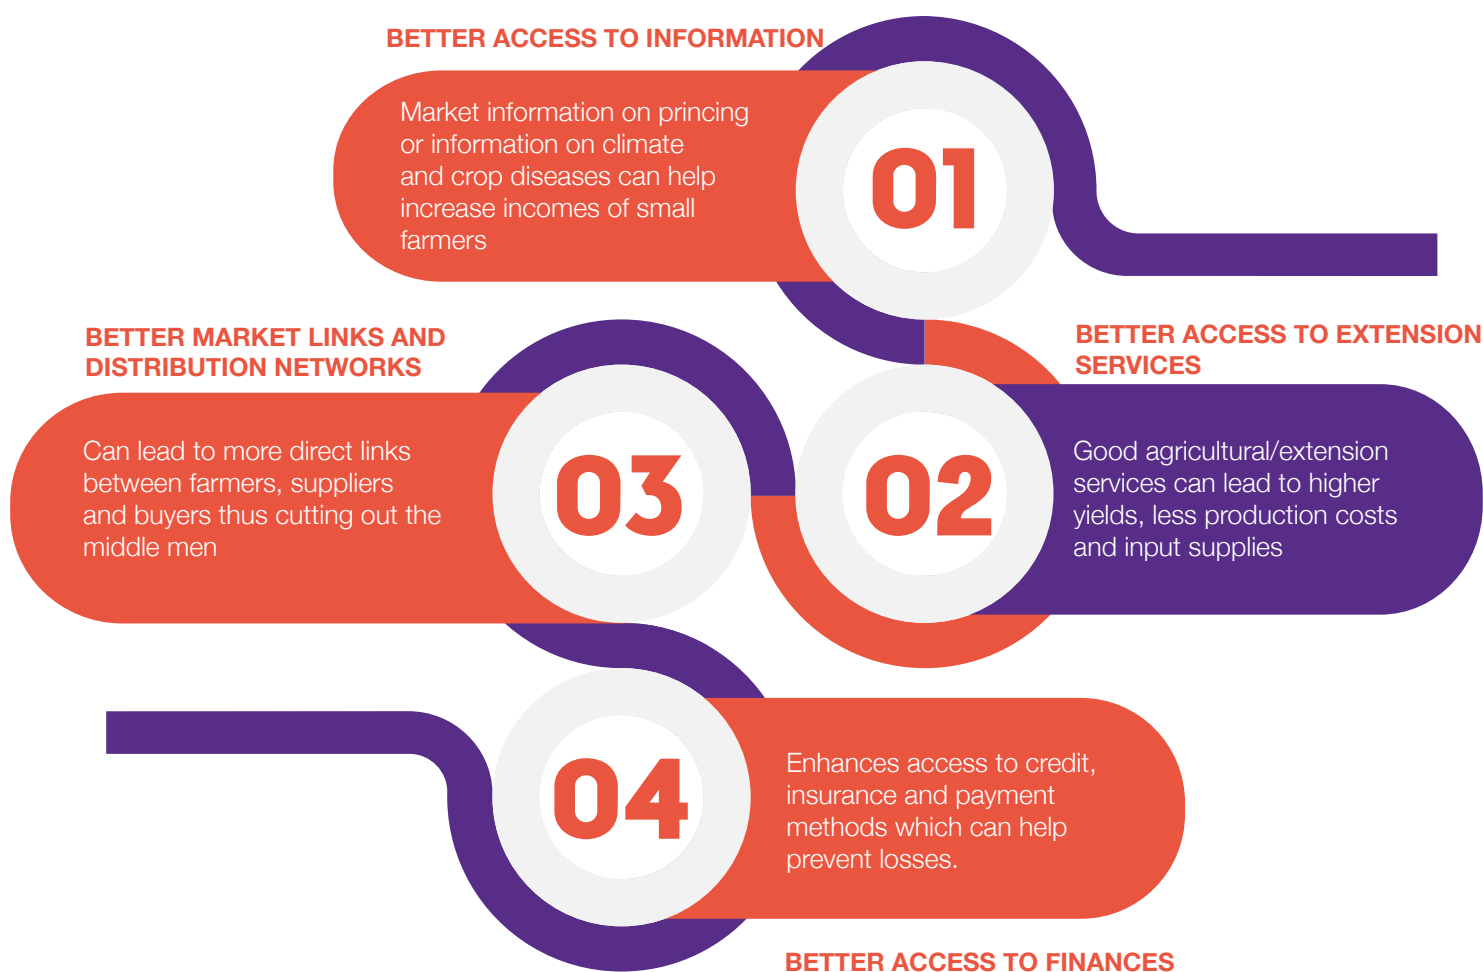 BETTER ACCESS TO INFORMATION
Market information on princing
or information on climate
and crop diseases can help
increase incomes of small
farmers
01
BETTER ACCESS TO EXTENSION
SERVICES
Good agricultural/extension
services can lead to higher
yields, less production costs
and input supplies
02
BETTER MARKET LINKS AND
DISTRIBUTION NETWORKS
Can lead to more direct links
between farmers, suppliers
and buyers thus cutting out the
middle men
03
04
Enhances access to credit,
insurance and payment
methods which can help
prevent losses.
BETTER ACCESS TO FINANCES